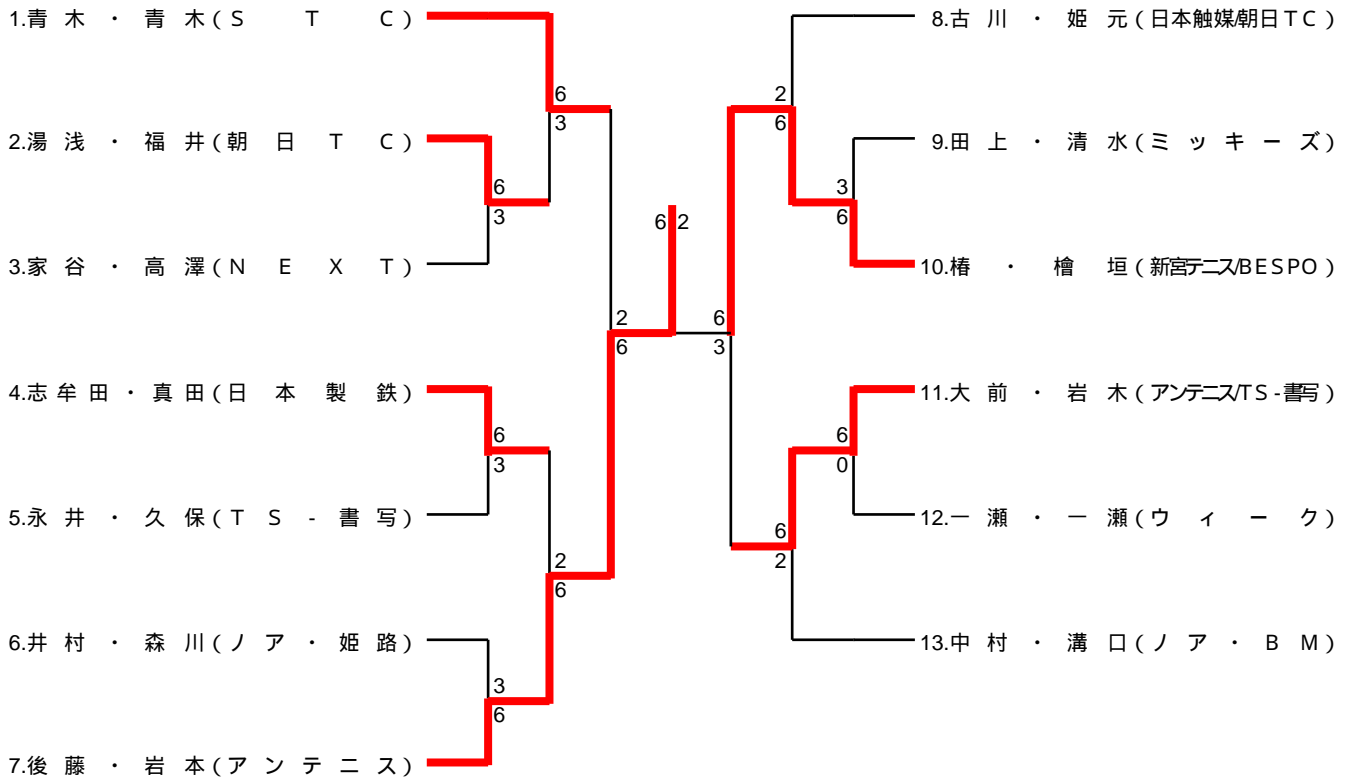 1.青木・青木(STC)
2.湯浅・福井(朝日TC)
3.家谷・高澤(NEXT)
4.志牟田・真田(日本製鉄)
5.永井・久保(TS-書写)
6.井村・森川(ノア・姫路)
7.後藤・岩本(アンテニス)
6
3
6
3
6
3
2
6
3
6
2
6
6 2
2
6
3
6
6
3
6
0
6
2
8.古川・姫元(日本触媒/朝日TC)
9.田上・清水(ミッキーズ)
10.椿・檜垣(新宮テニス/BESPO)
11.大前・岩木(アンテニス/TS-書写)
12.一瀬・一瀬(ウィーク)
13.中村・溝口(ノア・BM)